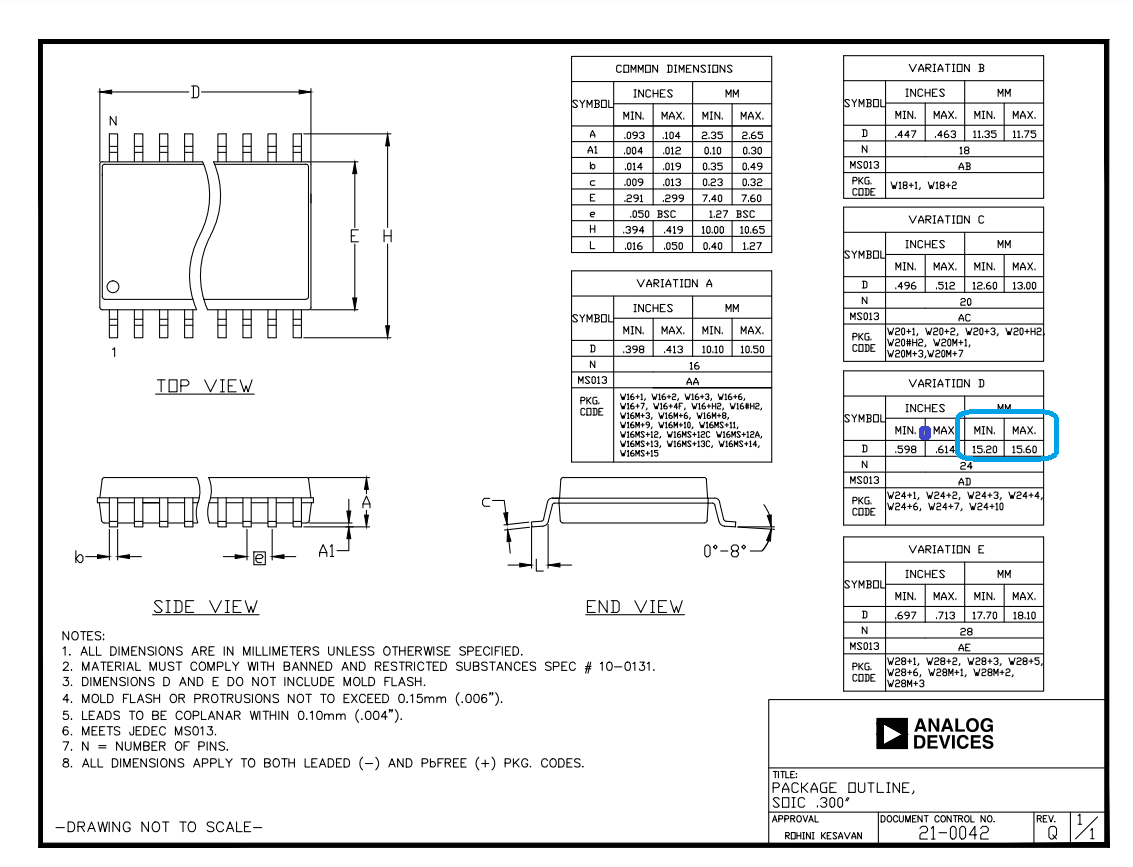 D
N
E
H
1
TOP VIEW
COMMON DIMENSIONS
SYMBOL INCHES MM
MIN. MAX. MIN. MAX.
A .093 .104 2.35 2.65
A1 .004 .012 0.10 0.30
b .014 .019 0.35 0.49
c .009 .013 0.23 0.32
E .291 .299 7.40 7.60
e .050 BSC 1.27 BSC
H .394 .419 10.00 10.65
L .016 .050 0.40 1.27
VARIATION A
SYMBOL INCHES MM
MIN. MAX. MIN. MAX.
D .398 .413 10.10 10.50
N 16
MS013 AA
PKG. CODE
W16+1, W16+2, W16+3, W16+6,
W16+7, W16+4F, W16+H2, W16#H2,
W16M+3, W16M+6, W16M+8,
W16M+9, W16M+10, W16MS+11,
W16MS+12, W16MS+12C W16MS+12A,
W16MS+13, W16MS+13C, W16MS+14,
W16MS+15
VARIATION B
SYMBOL INCHES MM
MIN. MAX. MIN. MAX.
D .447 .463 11.35 11.75
N 18
MS013 AB
PKG. CODE
W18+1, W18+2
VARIATION C
SYMBOL INCHES MM
MIN. MAX. MIN. MAX.
D .496 .512 12.60 13.00
N 20
MS013 AC
PKG. CODE
W20+1, W20+2, W20+3, W20+H2,
W20#H2, W20M+1,
W20M+3,W20M+7
VARIATION D
SYMBOL INCHES MM
MIN. MAX MIN. MAX.
D .598 .614 15.20 15.60
N 24
MS013 AD
PKG. CODE
W24+1, W24+2, W24+3, W24+4,
W24+6, W24+7, W24+10
VARIATION E
SYMBOL INCHES MM
MIN. MAX. MIN. MAX.
D .697 .713 17.70 18.10
N 28
MS013 AE
PKG. CODE
W28+1, W28+2, W28+3, W28+5,
W28+6, W28M+1, W28M+2,
W28M+3
A
A1
b
e
SIDE VIEW
C
L
0°-8°
END VIEW
NOTES:
1. ALL DIMENSIONS ARE IN MILLIMETERS UNLESS OTHERWISE SPECIFIED.
2. MATERIAL MUST COMPLY WITH BANNED AND RESTRICTED SUBSTANCES SPEC # 10-0131.
3. DIMENSIONS D AND E DO NOT INCLUDE MOLD FLASH.
4. MOLD FLASH OR PROTRUSIONS NOT TO EXCEED 0.15mm (.006").
5. LEADS TO BE COPLANAR WITHIN 0.10mm (.004").
6. MEETS JEDEC MS013.
7. N = NUMBER OF PINS.
8. ALL DIMENSIONS APPLY TO BOTH LEADED (-) AND PbFREE (+) PKG. CODES.
-DRAWING NOT TO SCALE-
ANALOG
DEVICES
TITLE:
PACKAGE OUTLINE,
SOIC .300"
APPROVAL
ROHINI KESAVAN
DOCUMENT CONTROL NO.
21-0042
REV.
Q
1/1